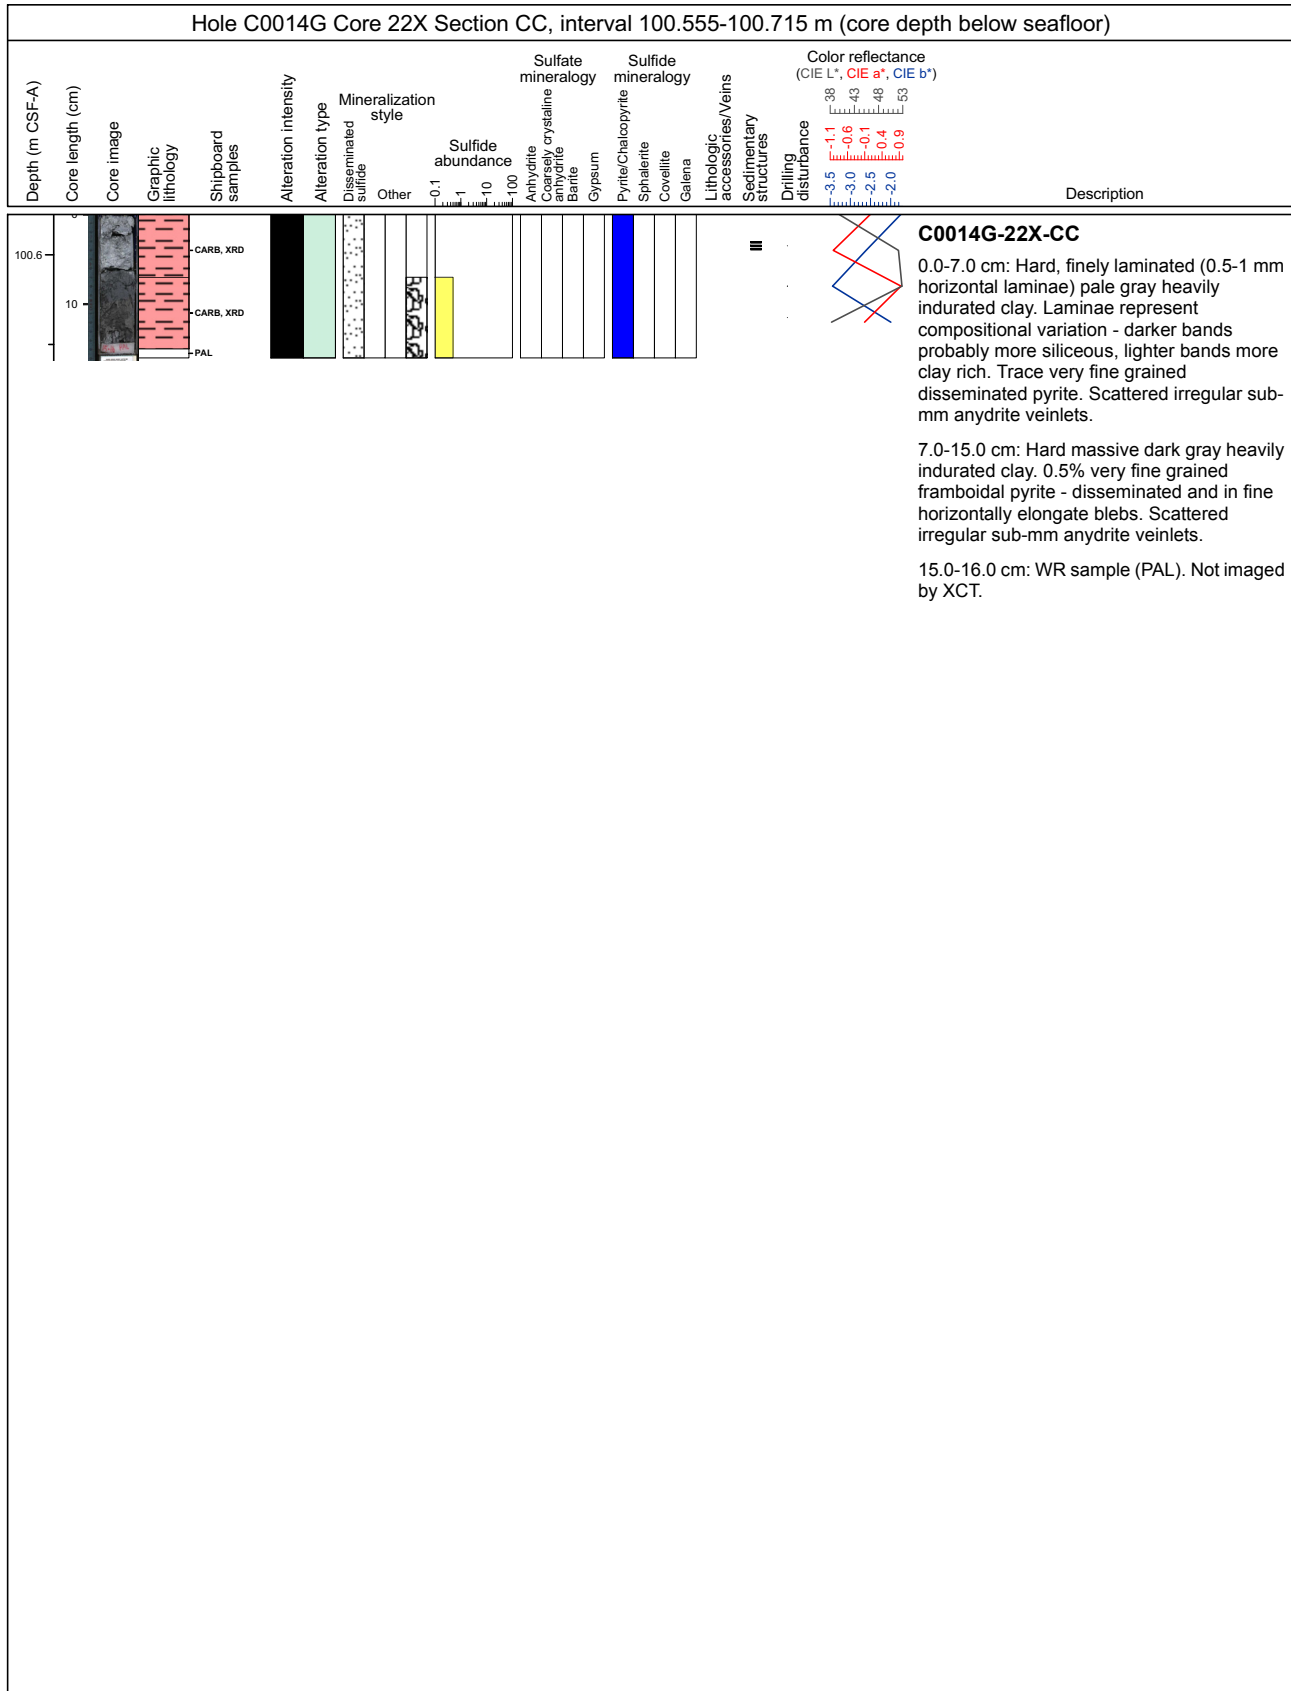 Hole C0014G Core 22X Section CC, interval 100.555-100.715 m (core depth below seafloor)
Depth (m CSF-A)
Core length (cm)
Core image
Graphic
lithology
Shipboard
samples
Alteration intensity
Alteration type
Mineralization
style
Disseminated
sulfide
Other
Sulfide
abundance
0.1
1
10
100
Sulfate
mineralogy
Anhydrite
Coarsely crystaline
anhydrite
Barite
Gypsum
Sulfide
mineralogy
Pyrite/Chalcopyrite
Sphalerite
Covellite
Galena
Lithologic
accessories/Veins
Sedimentary
structures
Drilling
disturbance
Color reflectance
(CIE L*, CIE a*, CIE b*)
38 43 48 53
-1.1 -0.6 -0.1 0.4 0.9
-3.5 -3.0 -2.5 -2.0
Description
100.6
10
CARB, XRD
CARB, XRD
PAL
C0014G-22X-CC
0.0-7.0 cm: Hard, finely laminated (0.5-1 mm
horizontal laminae) pale gray heavily
indurated clay. Laminae represent
compositional variation - darker bands
probably more siliceous, lighter bands more
clay rich. Trace very fine grained
disseminated pyrite. Scattered irregular sub-
mm anydrite veinlets.
7.0-15.0 cm: Hard massive dark gray heavily
indurated clay. 0.5% very fine grained
framboidal pyrite - disseminated and in fine
horizontally elongate blebs. Scattered
irregular sub-mm anydrite veinlets.
15.0-16.0 cm: WR sample (PAL). Not imaged
by XCT.